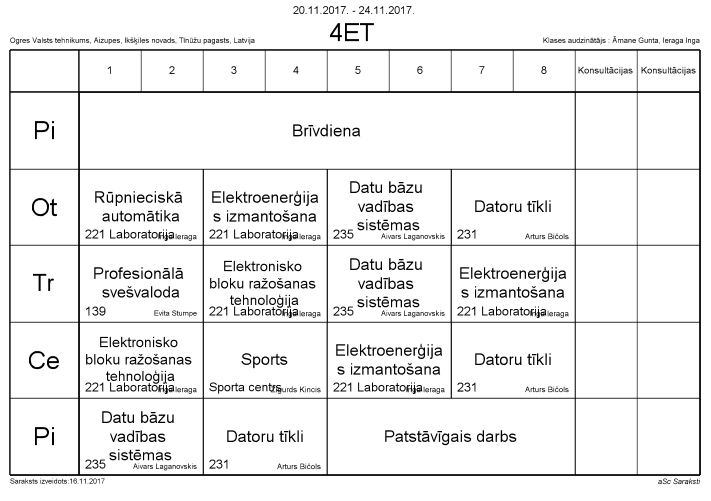 20.11.2017. - 24.11.2017.
4ET
Ogres Valsts tehnikums, Aizupes, Ikšķiles novads, Tīnūžu pagasts, Latvija
Klases audzinātājs : Āmane Gunta, Ieraga Inga
1 2 3 4 5 6 7 8 Konsultācijas Konsultācijas
Pi
Brīvdiena
Ot
Rūpnieciskā
automātika
221 Laboratorija Inga Ieraga
Elektroenerģija
s izmantošana
221 Laboratorija Inga Ieraga
Datu bāzu
vadības
sistēmas
235 Aivars Laganovskis
Datoru tīkli
231 Arturs Bičols
Tr
Profesionālā
svešvaloda
139 Evita Stumpe
Elektronisko
bloku ražošanas
tehnoloģija
221 Laboratorija Inga Ieraga
Datu bāzu
vadības
sistēmas
235 Aivars Laganovskis
Elektroenerģija
s izmantošana
221 Laboratorija Inga Ieraga
Ce
Elektronisko
bloku ražošanas
tehnoloģija
221 Laboratorija Inga Ieraga
Sports
Sporta centrs Zigurds Kincis
Elektroenerģija
s izmantošana
221 Laboratorija Inga Ieraga
Datoru tīkli
231 Arturs Bičols
Pi
Datu bāzu
vadības
sistēmas
235 Aivars Laganovskis
Datoru tīkli
231 Arturs Bičols
Patstāvīgais darbs
Saraksts izveidots:16.11.2017
aSc Saraksti